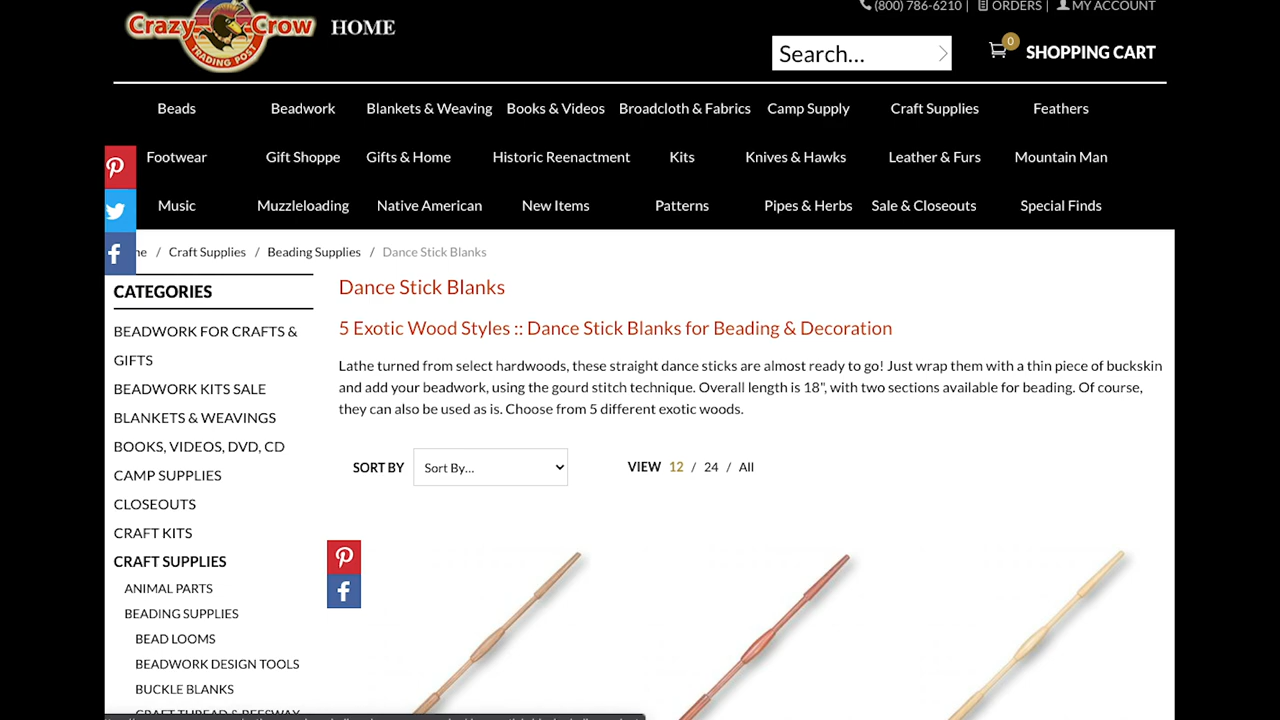 Crazy Crow
TRADING POST
HOME
(800) 786-6210 | ORDERS | MY ACCOUNT
Search...
0
SHOPPING CART
Beads Beadwork Blankets & Weaving Books & Videos Broadcloth & Fabrics Camp Supply Craft Supplies Feathers
Footwear Gift Shoppe Gifts & Home Historic Reenactment Kits Knives & Hawks Leather & Furs Mountain Man
Music Muzzleloading Native American New Items Patterns Pipes & Herbs Sale & Closeouts Special Finds
/ Craft Supplies / Beading Supplies / Dance Stick Blanks
CATEGORIES
BEADWORK FOR CRAFTS &
GIFTS
BEADWORK KITS SALE
BLANKETS & WEAVINGS
BOOKS, VIDEOS, DVD, CD
CAMP SUPPLIES
CLOSEOUTS
CRAFT KITS
CRAFT SUPPLIES
ANIMAL PARTS
BEADING SUPPLIES
BEAD LOOMS
BEADWORK DESIGN TOOLS
BUCKLE BLANKS
CRAFT THREAD & BEESWAX
Dance Stick Blanks
5 Exotic Wood Styles :: Dance Stick Blanks for Beading & Decoration
Lathe turned from select hardwoods, these straight dance sticks are almost ready to go! Just wrap them with a thin piece of buckskin
and add your beadwork, using the gourd stitch technique. Overall length is 18", with two sections available for beading. Of course,
they can also be used as is. Choose from 5 different exotic woods.
SORT BY Sort By... VIEW 12 / 24 / All